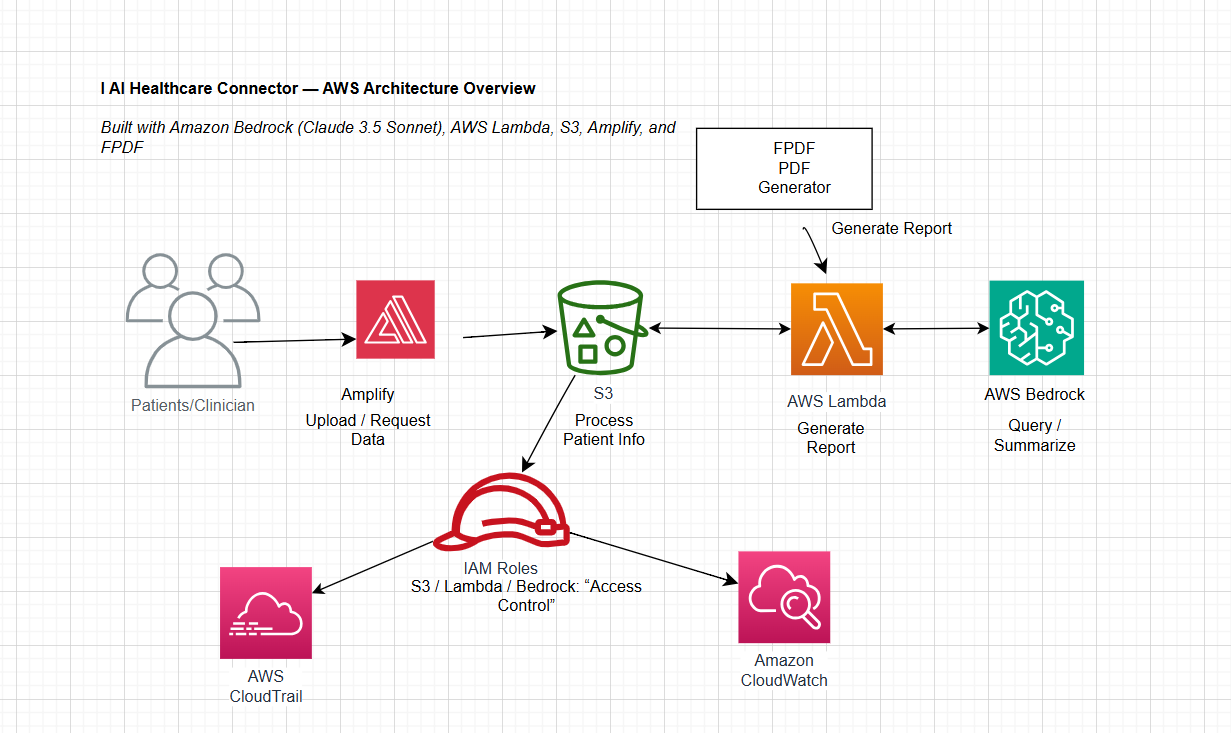 I AI Healthcare Connector — AWS Architecture Overview
Built with Amazon Bedrock (Claude 3.5 Sonnet), AWS Lambda, S3, Amplify, and
FPDF
FPDF
PDF
Generator
Generate Report
Patients/Clinician
Amplify
Upload / Request
Data
S3
Process
Patient Info
AWS Lambda
Generate
Report
AWS Bedrock
Query /
Summarize
IAM Roles
S3 / Lambda / Bedrock: “Access
Control”
AWS
CloudTrail
Amazon
CloudWatch